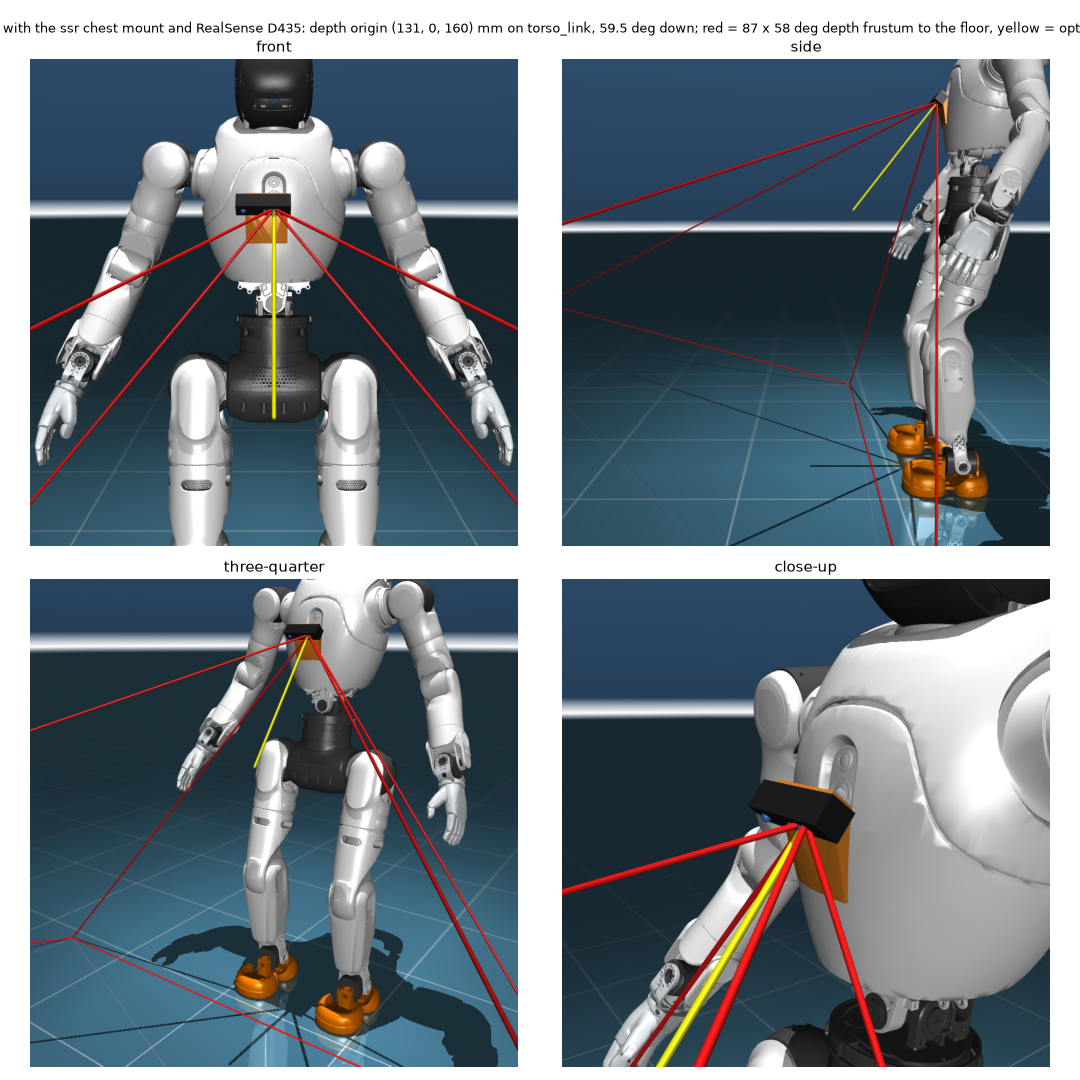 with the ssr chest mount and RealSense D435: depth origin (131, 0, 160) mm on torso_link, 59.5 deg down; red = 87 x 58 deg depth frustum to the floor, yellow = opt
front
side
three-quarter
close-up